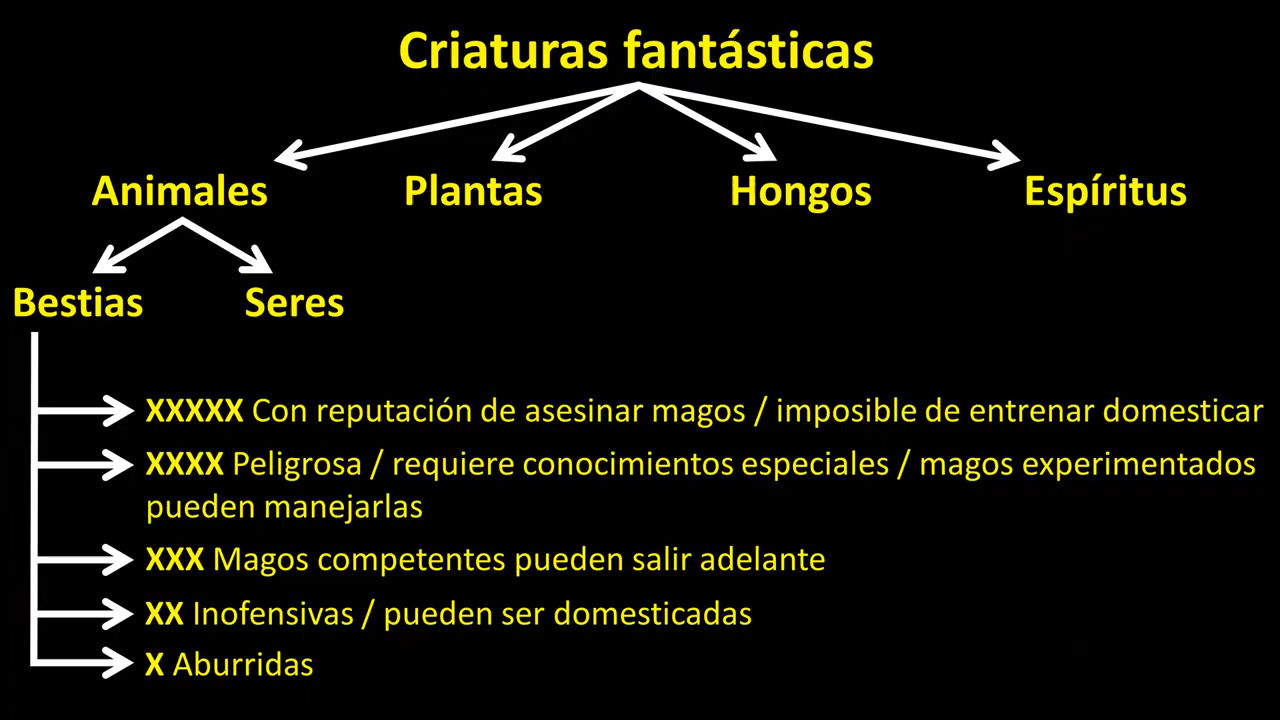 Criaturas fantásticas
Animales
Plantas
Hongos
Espíritus
Bestias
Seres
XXXXX Con reputación de asesinar magos / imposible de entrenar domesticar
XXXX Peligrosa / requiere conocimientos especiales / magos experimentados
pueden manejarlas
XXX Magos competentes pueden salir adelante
XX Inofensivas / pueden ser domesticadas
X Aburridas